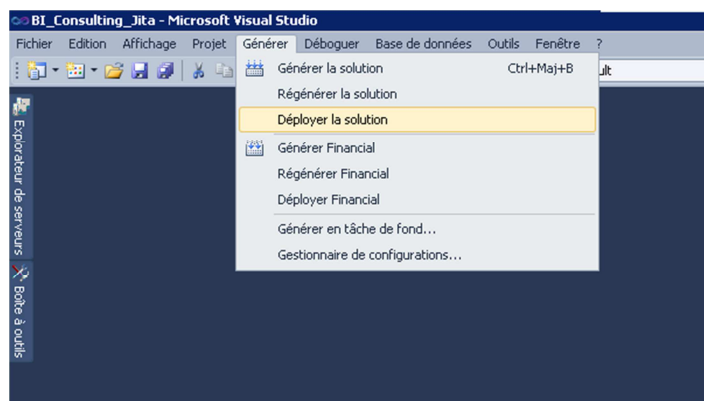 BI_Consulting_Jita - Microsoft Visual Studio
Fichier Edition Affichage Projet Générer Déboguer Base de données Outils Fenêtre ?
Générer la solution Ctrl+Maj+B
ult
Régénérer la solution
Déployer la solution
Générer Financial
Régénérer Financial
Déployer Financial
Générer en tâche de fond...
Gestionnaire de configurations...
Explorateur de serveurs
Boîte à outils